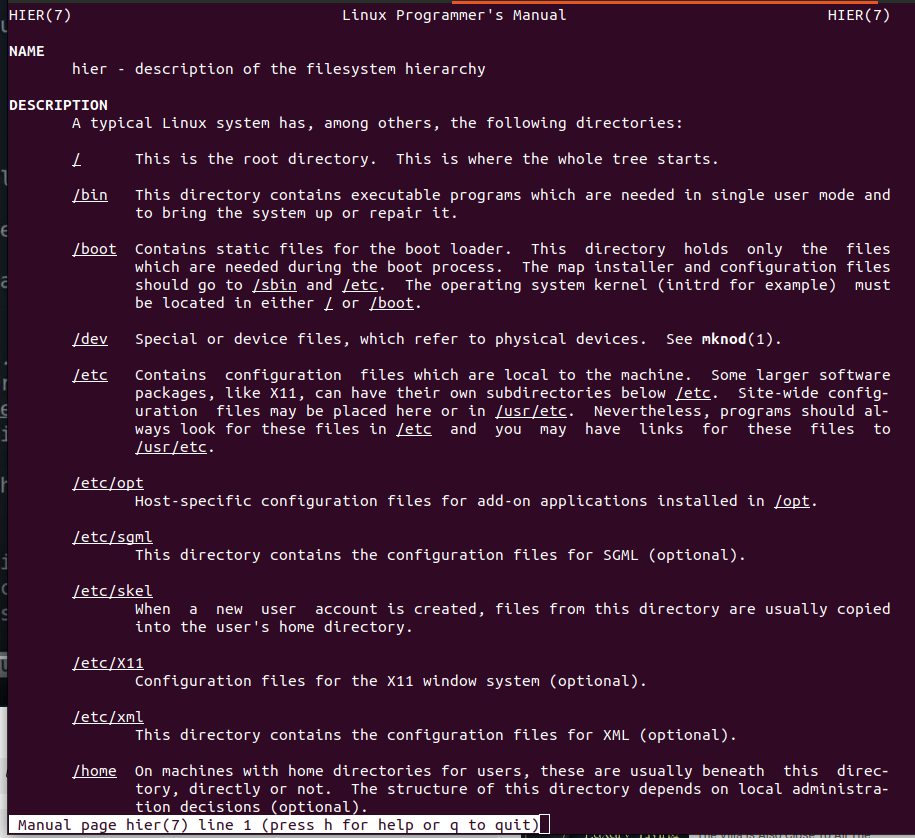 HIER(7) Linux Programmer's Manual HIER(7)
NAME
hier - description of the filesystem hierarchy
DESCRIPTION
A typical Linux system has, among others, the following directories:
/ This is the root directory. This is where the whole tree starts.
/bin This directory contains executable programs which are needed in single user mode and
to bring the system up or repair it.
/boot Contains static files for the boot loader. This directory holds only the files
which are needed during the boot process. The map installer and configuration files
should go to /sbin and /etc. The operating system kernel (initrd for example) must
be located in either / or /boot.
/dev Special or device files, which refer to physical devices. See mknod(1).
/etc Contains configuration files which are local to the machine. Some larger software
packages, like X11, can have their own subdirectories below /etc. Site-wide config-
uration files may be placed here or in /usr/etc. Nevertheless, programs should al-
ways look for these files in /etc and you may have links for these files to
/usr/etc.
/etc/opt
Host-specific configuration files for add-on applications installed in /opt.
/etc/sgml
This directory contains the configuration files for SGML (optional).
/etc/skel
When a new user account is created, files from this directory are usually copied
into the user's home directory.
/etc/X11
Configuration files for the X11 window system (optional).
/etc/xml
This directory contains the configuration files for XML (optional).
/home On machines with home directories for users, these are usually beneath this direc-
tory, directly or not. The structure of this directory depends on local administra-
tion decisions (optional).
Manual page hier(7) line 1 (press h for help or q to quit)